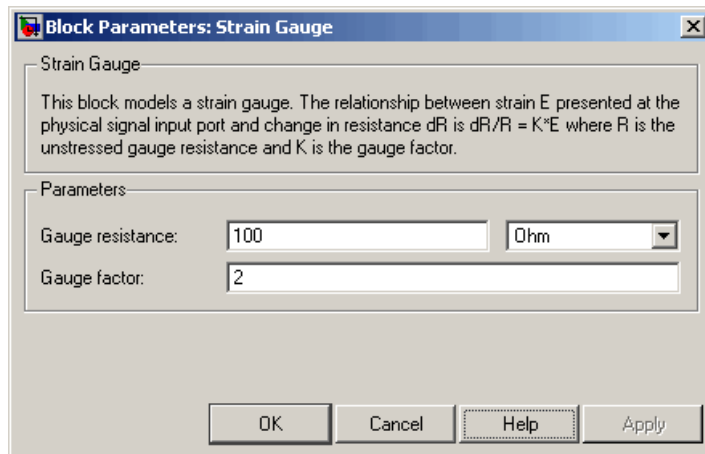 Block Parameters: Strain Gauge
Strain Gauge
This block models a strain gauge. The relationship between strain E presented at the
physical signal input port and change in resistance dR is dR/R = K*E where R is the
unstressed gauge resistance and K is the gauge factor.
Parameters
Gauge resistance: 100 Ohm
Gauge factor: 2
OK Cancel Help Apply